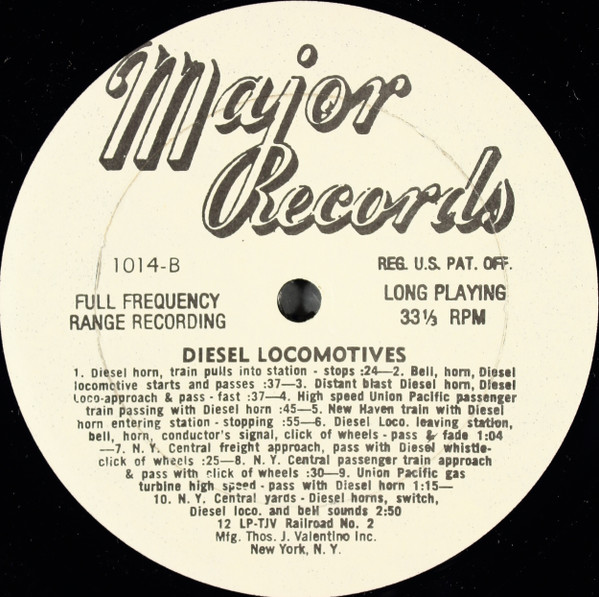 Major
Records
1014-B
REG. U.S. PAT. OFF.
FULL FREQUENCY
RANGE RECORDING
LONG PLAYING
33⅓ RPM
DIESEL LOCOMOTIVES
1. Diesel horn, train pulls into station - stops :24—2. Bell, horn, Diesel
locomotive starts and passes :37—3. Distant blast Diesel horn, Diesel
Loco-approach & pass - fast :37—4. High speed Union Pacific passenger
train passing with Diesel horn :45—5. New Haven train with Diesel
horn entering station - stopping :55—6. Diesel Loco. leaving station,
bell, horn, conductor's signal, click of wheels - pass & fade 1:04
—7. N.Y. Central freight approach, pass with Diesel whistle-
click of wheels :25—8. N.Y. Central passenger train approach
& pass with click of wheels :30—9. Union Pacific gas
turbine high speed - pass with Diesel horn 1:15—
10. N.Y. Central yards - Diesel horns, switch,
Diesel loco. and bell sounds 2:50
12 LP-TJV Railroad No. 2
Mfg. Thos. J. Valentino Inc.
New York, N.Y.